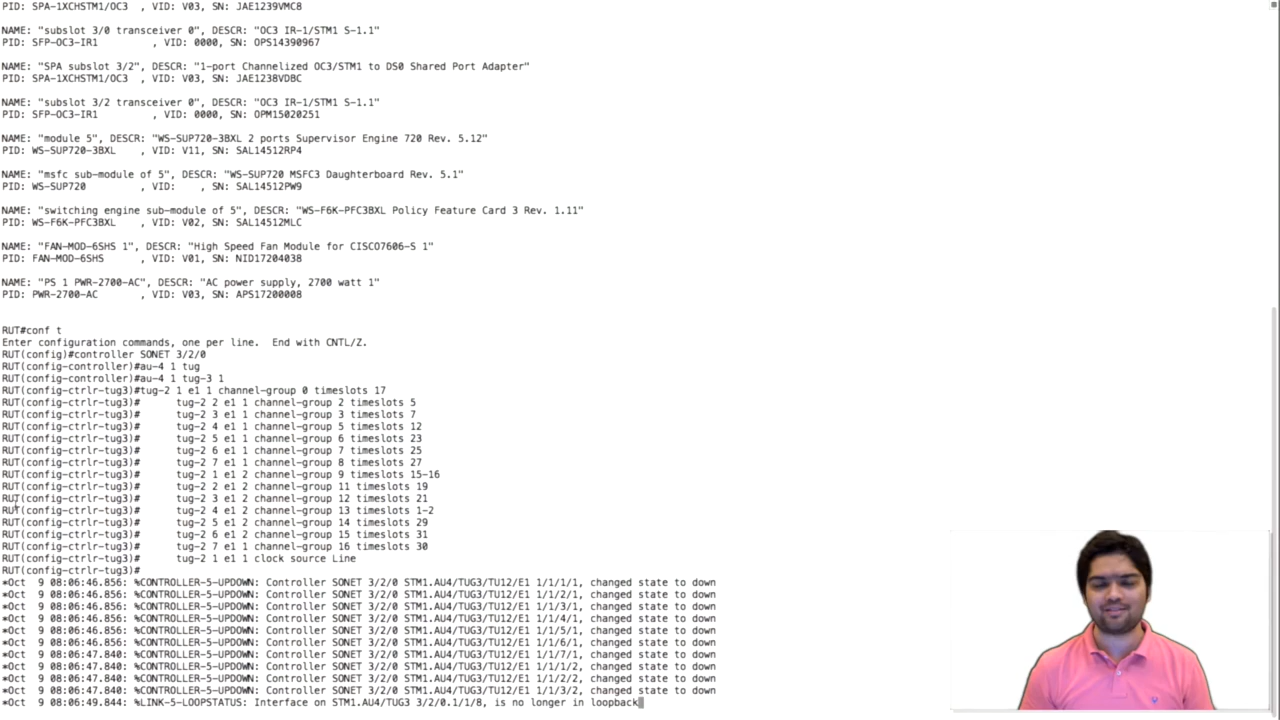 PID: SPA-1XCHSTM1/OC3  , VID: V03, SN: JAE1239VMC8
NAME: "subslot 3/0 transceiver 0", DESCR: "OC3 IR-1/STM1 S-1.1"
PID: SFP-OC3-IR1         , VID: 0000, SN: OPS14390967
NAME: "SPA subslot 3/2", DESCR: "1-port Channelized OC3/STM1 to DS0 Shared Port Adapter"
PID: SPA-1XCHSTM1/OC3  , VID: V03, SN: JAE1238VDBC
NAME: "subslot 3/2 transceiver 0", DESCR: "OC3 IR-1/STM1 S-1.1"
PID: SFP-OC3-IR1         , VID: 0000, SN: OPM15020251
NAME: "module 5", DESCR: "WS-SUP720-3BXL 2 ports Supervisor Engine 720 Rev. 5.12"
PID: WS-SUP720-3BXL    , VID: V11, SN: SAL14512RP4
NAME: "msfc sub-module of 5", DESCR: "WS-SUP720 MSFC3 Daughterboard Rev. 5.1"
PID: WS-SUP720         , VID:    , SN: SAL14512PW9
NAME: "switching engine sub-module of 5", DESCR: "WS-F6K-PFC3BXL Policy Feature Card 3 Rev. 1.11"
PID: WS-F6K-PFC3BXL    , VID: V02, SN: SAL14512MLC
NAME: "FAN-MOD-6SHS 1", DESCR: "High Speed Fan Module for CISCO7606-S 1"
PID: FAN-MOD-6SHS      , VID: V01, SN: NID17204038
NAME: "PS 1 PWR-2700-AC", DESCR: "AC power supply, 2700 watt 1"
PID: PWR-2700-AC       , VID: V03, SN: APS17200008
RUT#conf t
Enter configuration commands, one per line.  End with CNTL/Z.
RUT(config)#controller SONET 3/2/0
RUT(config-controller)#au-4 1 tug
RUT(config-controller)#au-4 1 tug-3 1
RUT(config-ctrlr-tug3)#tug-2 1 e1 1 channel-group 0 timeslots 17
RUT(config-ctrlr-tug3)#      tug-2 2 e1 1 channel-group 2 timeslots 5
RUT(config-ctrlr-tug3)#      tug-2 3 e1 1 channel-group 3 timeslots 7
RUT(config-ctrlr-tug3)#      tug-2 4 e1 1 channel-group 5 timeslots 12
RUT(config-ctrlr-tug3)#      tug-2 5 e1 1 channel-group 6 timeslots 23
RUT(config-ctrlr-tug3)#      tug-2 6 e1 1 channel-group 7 timeslots 25
RUT(config-ctrlr-tug3)#      tug-2 7 e1 1 channel-group 8 timeslots 27
RUT(config-ctrlr-tug3)#      tug-2 1 e1 2 channel-group 9 timeslots 15-16
RUT(config-ctrlr-tug3)#      tug-2 2 e1 2 channel-group 11 timeslots 19
RUT(config-ctrlr-tug3)#      tug-2 3 e1 2 channel-group 12 timeslots 21
RUT(config-ctrlr-tug3)#      tug-2 4 e1 2 channel-group 13 timeslots 1-2
RUT(config-ctrlr-tug3)#      tug-2 5 e1 2 channel-group 14 timeslots 29
RUT(config-ctrlr-tug3)#      tug-2 6 e1 2 channel-group 15 timeslots 31
RUT(config-ctrlr-tug3)#      tug-2 7 e1 2 channel-group 16 timeslots 30
RUT(config-ctrlr-tug3)#      tug-2 1 e1 1 clock source Line
RUT(config-ctrlr-tug3)#
*Oct  9 08:06:46.856: %CONTROLLER-5-UPDOWN: Controller SONET 3/2/0 STM1.AU4/TUG3/TU12/E1 1/1/1/1, changed state to down
*Oct  9 08:06:46.856: %CONTROLLER-5-UPDOWN: Controller SONET 3/2/0 STM1.AU4/TUG3/TU12/E1 1/1/2/1, changed state to down
*Oct  9 08:06:46.856: %CONTROLLER-5-UPDOWN: Controller SONET 3/2/0 STM1.AU4/TUG3/TU12/E1 1/1/3/1, changed state to down
*Oct  9 08:06:46.856: %CONTROLLER-5-UPDOWN: Controller SONET 3/2/0 STM1.AU4/TUG3/TU12/E1 1/1/4/1, changed state to down
*Oct  9 08:06:46.856: %CONTROLLER-5-UPDOWN: Controller SONET 3/2/0 STM1.AU4/TUG3/TU12/E1 1/1/5/1, changed state to down
*Oct  9 08:06:46.856: %CONTROLLER-5-UPDOWN: Controller SONET 3/2/0 STM1.AU4/TUG3/TU12/E1 1/1/6/1, changed state to down
*Oct  9 08:06:47.840: %CONTROLLER-5-UPDOWN: Controller SONET 3/2/0 STM1.AU4/TUG3/TU12/E1 1/1/7/1, changed state to down
*Oct  9 08:06:47.840: %CONTROLLER-5-UPDOWN: Controller SONET 3/2/0 STM1.AU4/TUG3/TU12/E1 1/1/1/2, changed state to down
*Oct  9 08:06:47.840: %CONTROLLER-5-UPDOWN: Controller SONET 3/2/0 STM1.AU4/TUG3/TU12/E1 1/1/2/2, changed state to down
*Oct  9 08:06:47.840: %CONTROLLER-5-UPDOWN: Controller SONET 3/2/0 STM1.AU4/TUG3/TU12/E1 1/1/3/2, changed state to down
*Oct  9 08:06:49.844: %LINK-5-LOOPSTATUS: Interface on STM1.AU4/TUG3 3/2/0.1/1/8, is no longer in loopback